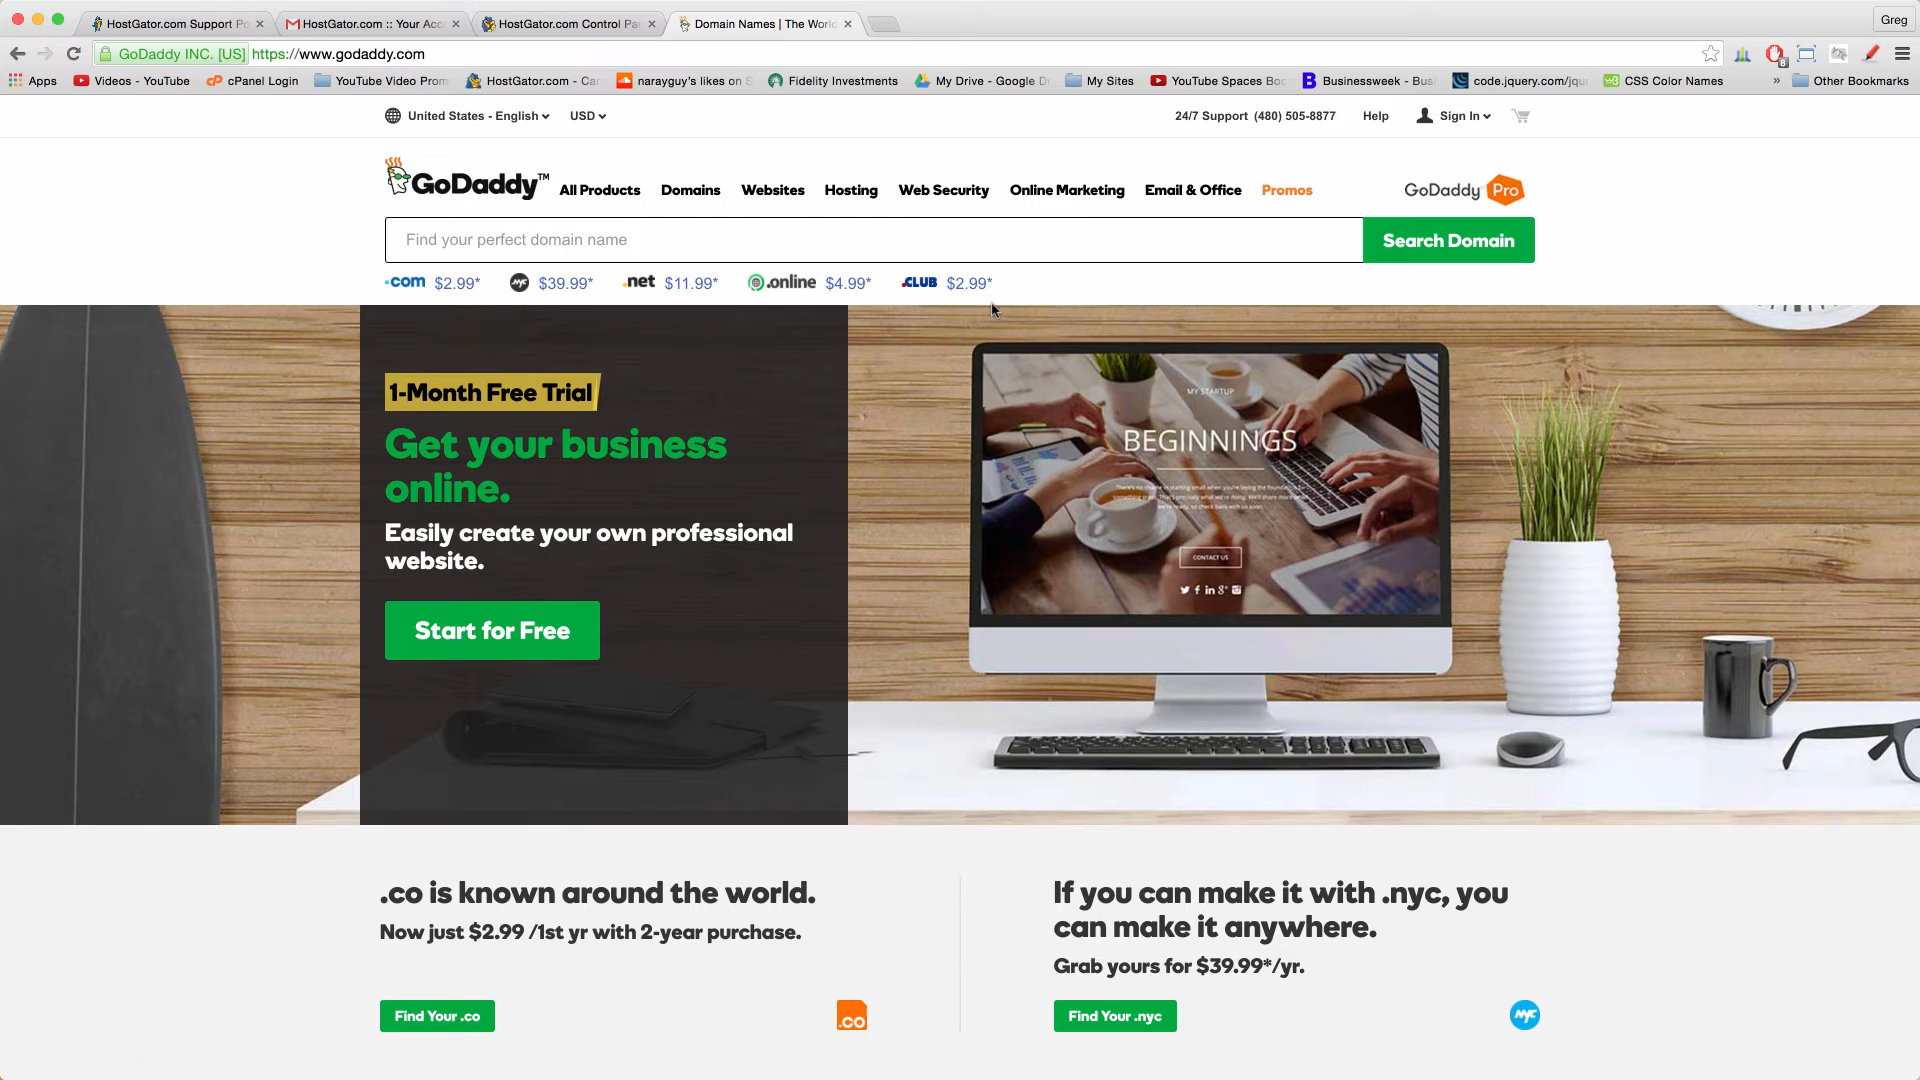 HostGator.com Support Po
HostGator.com :: Your Acc
HostGator.com Control Pa
Domain Names | The World
Greg
GoDaddy INC. [US] https://www.godaddy.com
Apps
Videos - YouTube
cPanel Login
YouTube Video Prom
HostGator.com - Ca
narayguy's likes on S
Fidelity Investments
My Drive - Google D
My Sites
YouTube Spaces Boo
Businessweek - Bus
code.jquery.com/jqu
CSS Color Names
» Other Bookmarks
United States - English
USD
24/7 Support (480) 505-8877
Help
Sign In
GoDaddy™
All Products
Domains
Websites
Hosting
Web Security
Online Marketing
Email & Office
Promos
GoDaddy Pro
Find your perfect domain name
Search Domain
.com $2.99*
NYC $39.99*
.net $11.99*
.online $4.99*
.CLUB $2.99*
1-Month Free Trial
Get your business
online.
Easily create your own professional
website.
Start for Free
MY STARTUP
BEGINNINGS
CONTACT US
.co is known around the world.
Now just $2.99 /1st yr with 2-year purchase.
Find Your .co
.co
If you can make it with .nyc, you
can make it anywhere.
Grab yours for $39.99*/yr.
Find Your .nyc
NYC